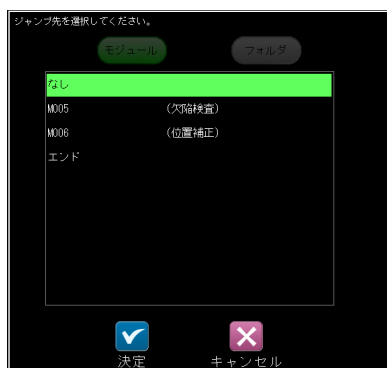 ジャンプ先を選択してください。
モジュール フォルダ
なし
M005 (欠陥検査)
M006 (位置補正)
エンド
決定 キャンセル